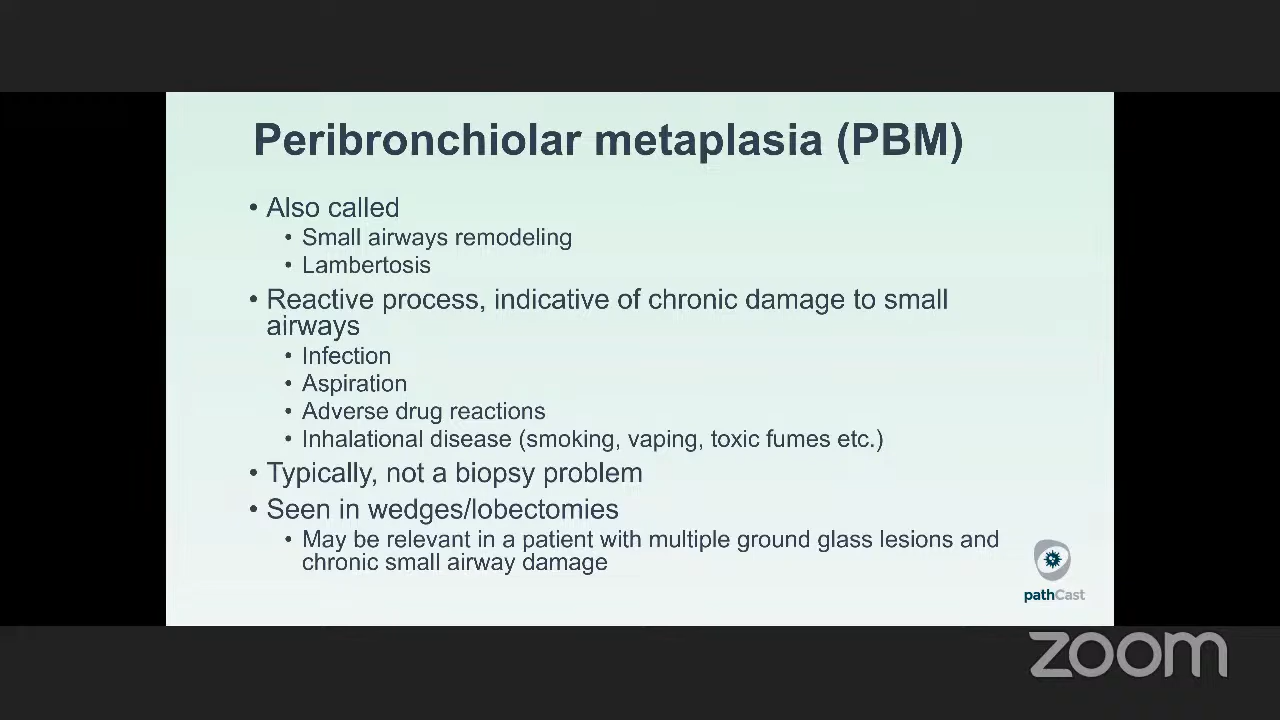 Peribronchiolar metaplasia (PBM)
• Also called
• Small airways remodeling
• Lambertosis
• Reactive process, indicative of chronic damage to small
airways
• Infection
• Aspiration
• Adverse drug reactions
• Inhalational disease (smoking, vaping, toxic fumes etc.)
• Typically, not a biopsy problem
• Seen in wedges/lobectomies
• May be relevant in a patient with multiple ground glass lesions and
chronic small airway damage
pathCast
zoom